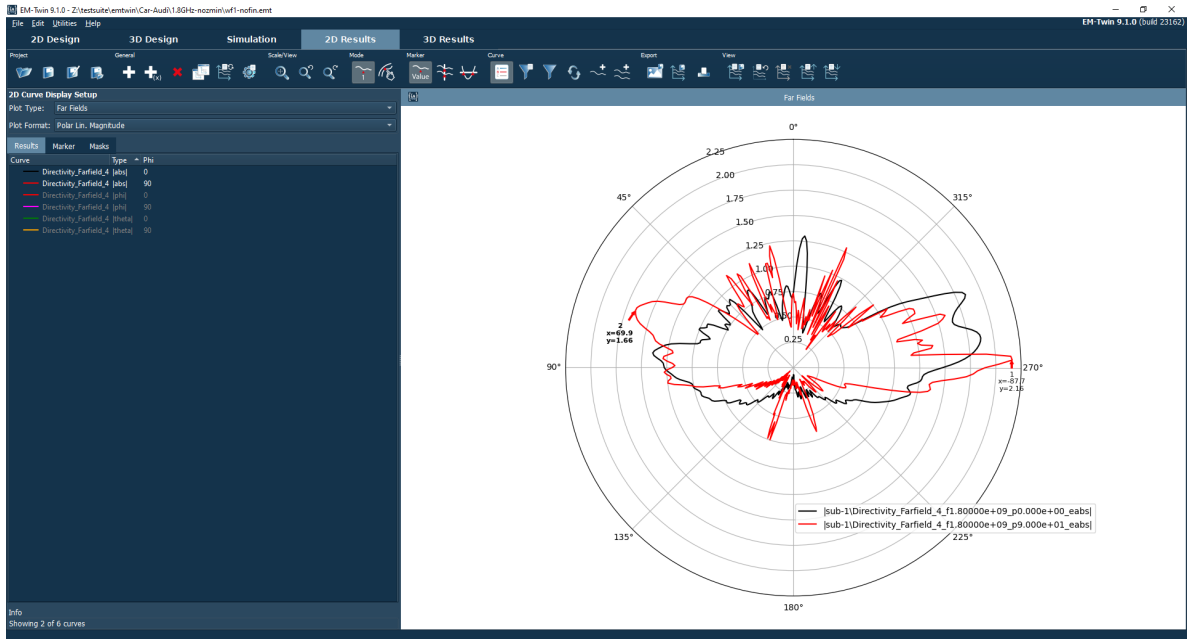 EM-Twin 9.1.0 - Z:\testsuite\emtwin\Car-Audi\1.8GHz-nozmin\wf1-nofin.emt
File Edit Utilities Help
EM-Twin 9.1.0 (build 23162)
2D Design 3D Design Simulation 2D Results 3D Results
Project General Scale/View Mode Marker Curve Export View
Value
2D Curve Display Setup
Plot Type: Far Fields
Plot Format: Polar Lin. Magnitude
Results Marker Masks
Curve Type Phi
Directivity_Farfield_4 |abs| 0
Directivity_Farfield_4 |abs| 90
Directivity_Farfield_4 |phi| 0
Directivity_Farfield_4 |phi| 90
Directivity_Farfield_4 |theta| 0
Directivity_Farfield_4 |theta| 90
Info
Showing 2 of 6 curves
Far Fields
0°
2.25
2.00
1.75
1.50
1.25
1.00
0.75
0.50
0.25
45°
315°
90°
270°
135°
225°
180°
2
x=69.9
y=1.66
1
x=-87.7
y=2.16
|sub-1\Directivity_Farfield_4_f1.80000e+09_p0.000e+00_eabs|
|sub-1\Directivity_Farfield_4_f1.80000e+09_p9.000e+01_eabs|